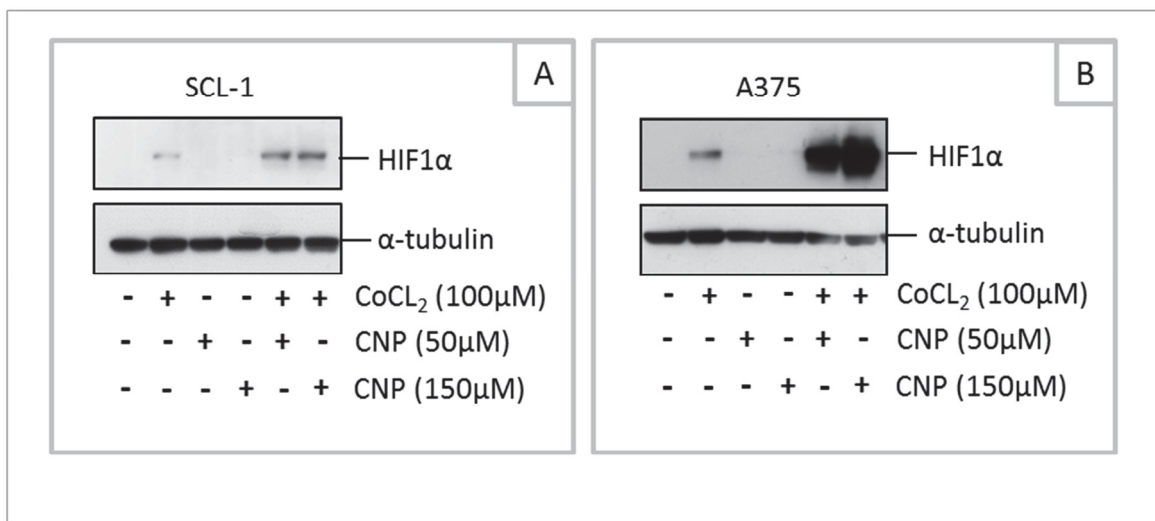 A
SCL-1
HIF1α
α-tubulin
- + - - + + CoCL₂ (100μM)
- - + - + - CNP (50μM)
- - - + - + CNP (150μM)
B
A375
HIF1α
α-tubulin
- + - - + + CoCL₂ (100μM)
- - + - + - CNP (50μM)
- - - + - + CNP (150μM)